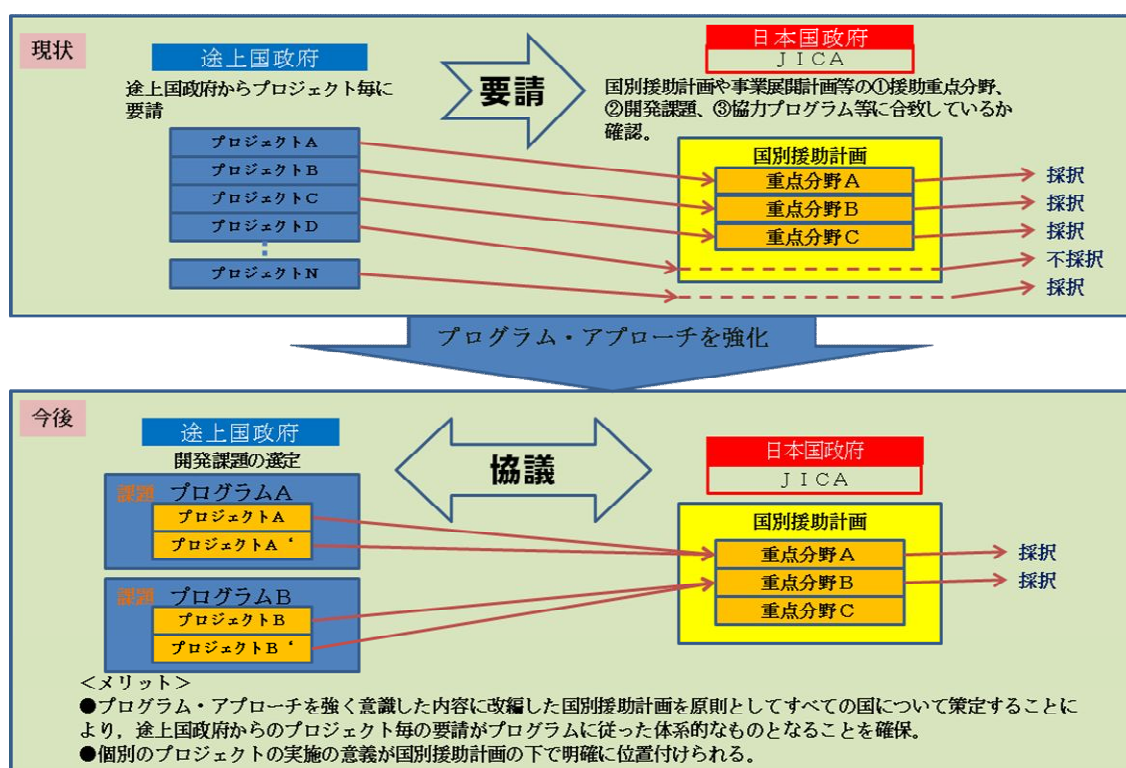 現状
途上国政府
途上国政府からプロジェクト毎に
要請
要請
日本国政府
ＪＩＣＡ
国別援助計画や事業展開計画等の①援助重点分野、
②開発課題、③協力プログラム等に合致しているか
確認。
プロジェクトA
プロジェクトB
プロジェクトC
プロジェクトD
プロジェクトN
国別援助計画
重点分野A
重点分野B
重点分野C
採択
採択
採択
不採択
採択
プログラム・アプローチを強化
今後
途上国政府
開発課題の選定
課題 プログラムA
プロジェクトA
プロジェクトA‘
課題 プログラムB
プロジェクトB
プロジェクトB‘
協議
日本国政府
ＪＩＣＡ
国別援助計画
重点分野A
重点分野B
重点分野C
採択
採択
＜メリット＞
●プログラム・アプローチを強く意識した内容に改編した国別援助計画を原則としてすべての国について策定することに
より，途上国政府からのプロジェクト毎の要請がプログラムに従った体系的なものとなることを確保。
●個別のプロジェクトの実施の意義が国別援助計画の下で明確に位置付けられる。